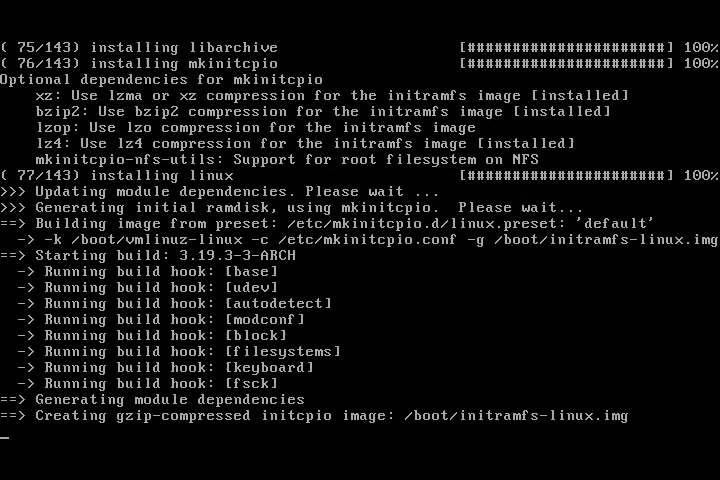 ( 75/143) installing libarchive [######################] 100%
( 76/143) installing mkinitcpio [######################] 100%
Optional dependencies for mkinitcpio
xz: Use lzma or xz compression for the initramfs image [installed]
bzip2: Use bzip2 compression for the initramfs image [installed]
lzop: Use lzo compression for the initramfs image
lz4: Use lz4 compression for the initramfs image [installed]
mkinitcpio-nfs-utils: Support for root filesystem on NFS
( 77/143) installing linux [######################] 100%
>>> Updating module dependencies. Please wait ...
>>> Generating initial ramdisk, using mkinitcpio.  Please wait...
==> Building image from preset: /etc/mkinitcpio.d/linux.preset: 'default'
-> -k /boot/vmlinuz-linux -c /etc/mkinitcpio.conf -g /boot/initramfs-linux.img
==> Starting build: 3.19.3-3-ARCH
-> Running build hook: [base]
-> Running build hook: [udev]
-> Running build hook: [autodetect]
-> Running build hook: [modconf]
-> Running build hook: [block]
-> Running build hook: [filesystems]
-> Running build hook: [keyboard]
-> Running build hook: [fsck]
==> Generating module dependencies
==> Creating gzip-compressed initcpio image: /boot/initramfs-linux.img
_